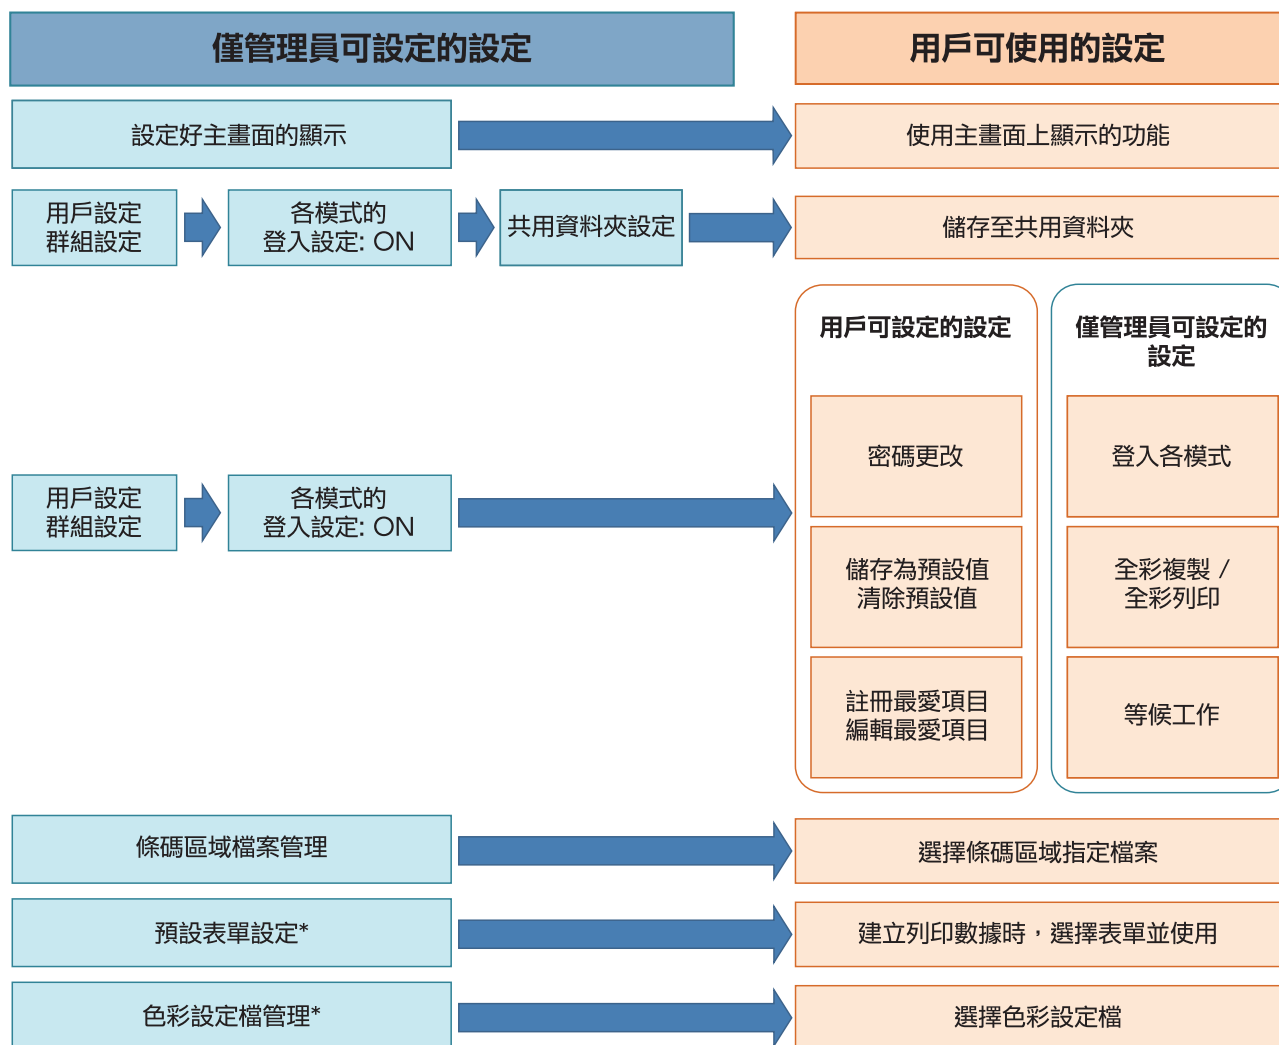 僅管理員可設定的設定
用戶可使用的設定
設定好主畫面的顯示
使用主畫面上顯示的功能
用戶設定
群組設定
各模式的
登入設定: ON
共用資料夾設定
儲存至共用資料夾
用戶設定
群組設定
各模式的
登入設定: ON
用戶可設定的設定
密碼更改
儲存為預設值
清除預設值
註冊最愛項目
編輯最愛項目
僅管理員可設定的
設定
登入各模式
全彩複製 /
全彩列印
等候工作
條碼區域檔案管理
選擇條碼區域指定檔案
預設表單設定*
建立列印數據時，選擇表單並使用
色彩設定檔管理*
選擇色彩設定檔